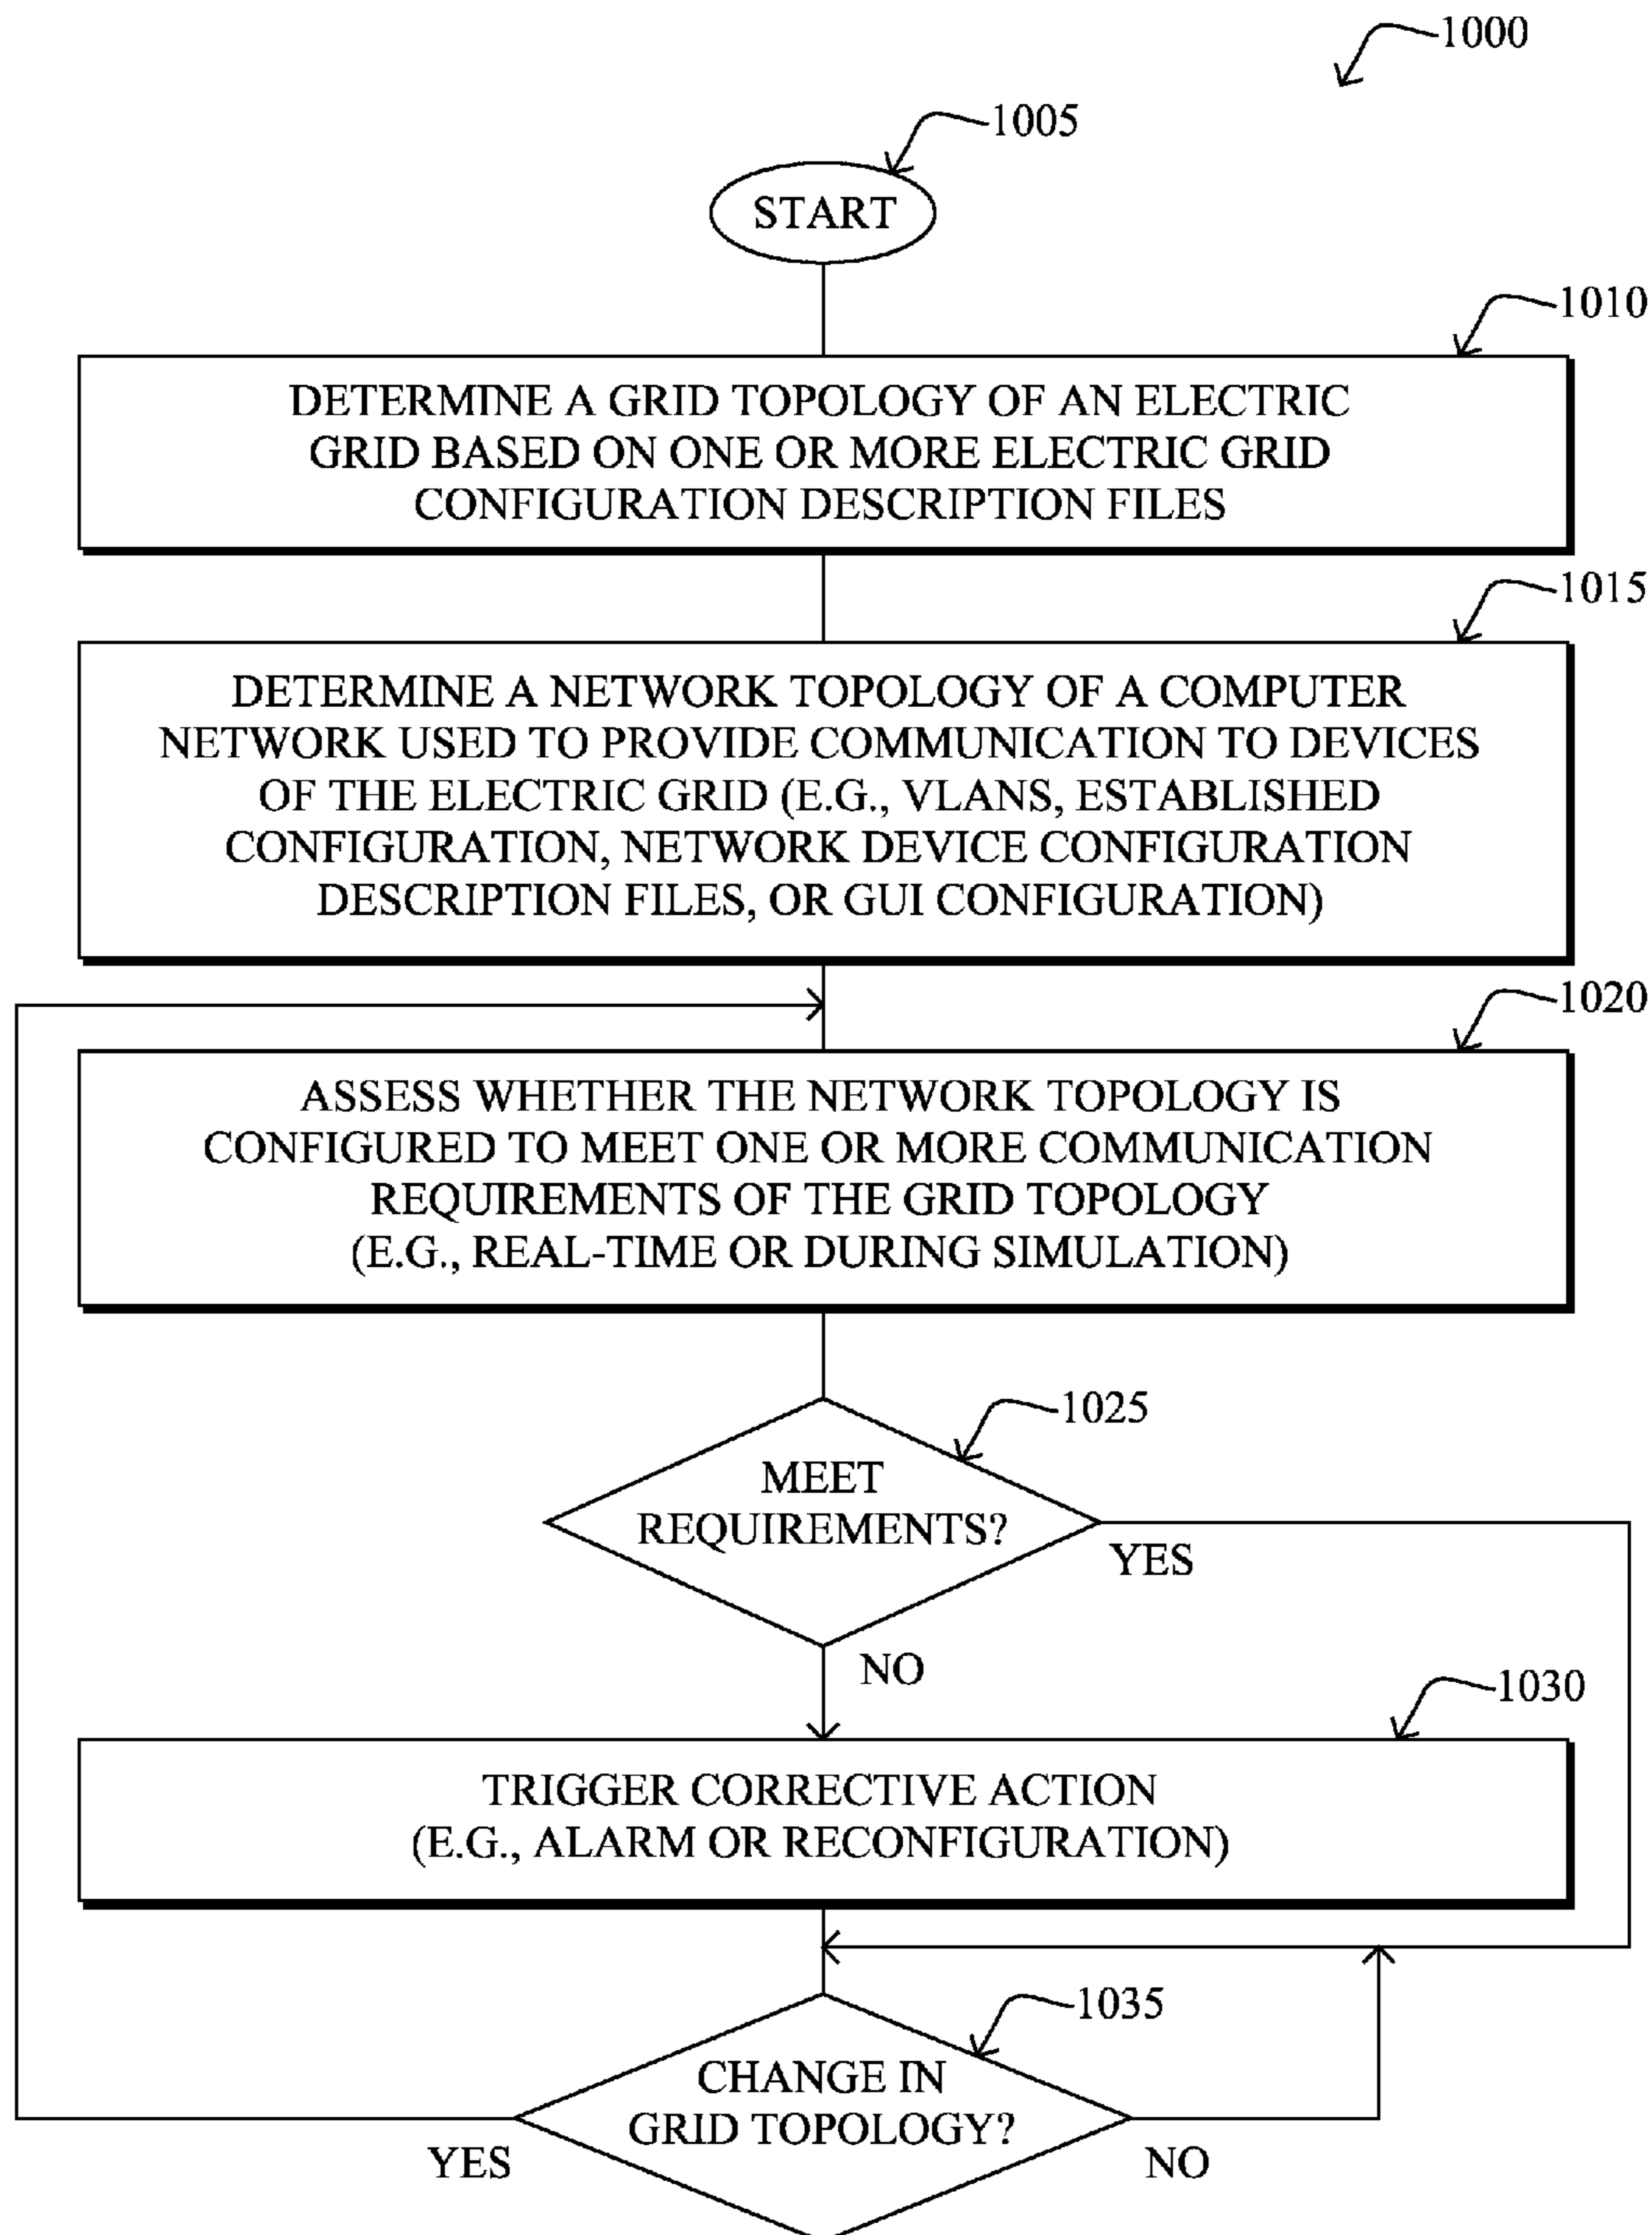 1000
1005
START
1010
DETERMINE A GRID TOPOLOGY OF AN ELECTRIC
GRID BASED ON ONE OR MORE ELECTRIC GRID
CONFIGURATION DESCRIPTION FILES
1015
DETERMINE A NETWORK TOPOLOGY OF A COMPUTER
NETWORK USED TO PROVIDE COMMUNICATION TO DEVICES
OF THE ELECTRIC GRID (E.G., VLANS, ESTABLISHED
CONFIGURATION, NETWORK DEVICE CONFIGURATION
DESCRIPTION FILES, OR GUI CONFIGURATION)
1020
ASSESS WHETHER THE NETWORK TOPOLOGY IS
CONFIGURED TO MEET ONE OR MORE COMMUNICATION
REQUIREMENTS OF THE GRID TOPOLOGY
(E.G., REAL-TIME OR DURING SIMULATION)
1025
MEET
REQUIREMENTS?
YES
NO
1030
TRIGGER CORRECTIVE ACTION
(E.G., ALARM OR RECONFIGURATION)
1035
CHANGE IN
GRID TOPOLOGY?
YES
NO